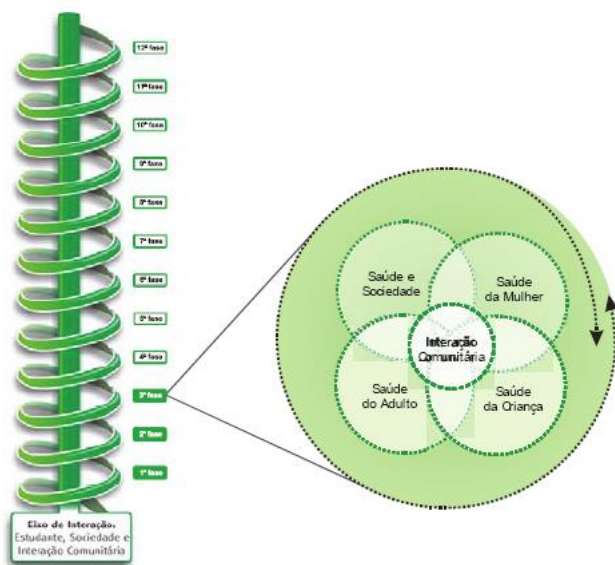 12ª fase
11ª fase
10ª fase
9ª fase
8ª fase
7ª fase
6ª fase
5ª fase
4ª fase
3ª fase
2ª fase
1ª fase
Eixo de Interação.
Estudante, Sociedade e
Interação Comunitária
Saúde e
Sociedade
Saúde
da Mulher
Interação
Comunitária
Saúde
do Adulto
Saúde
da Criança